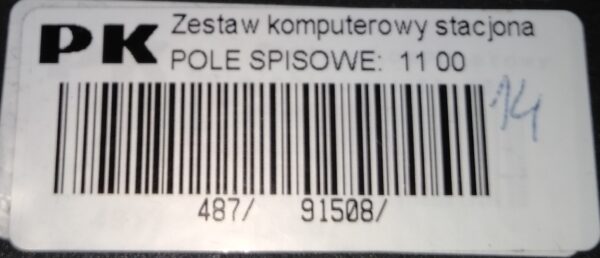 PK Zestaw komputerowy stacjona
POLE SPISOWE: 11 00
14
487/ 91508/